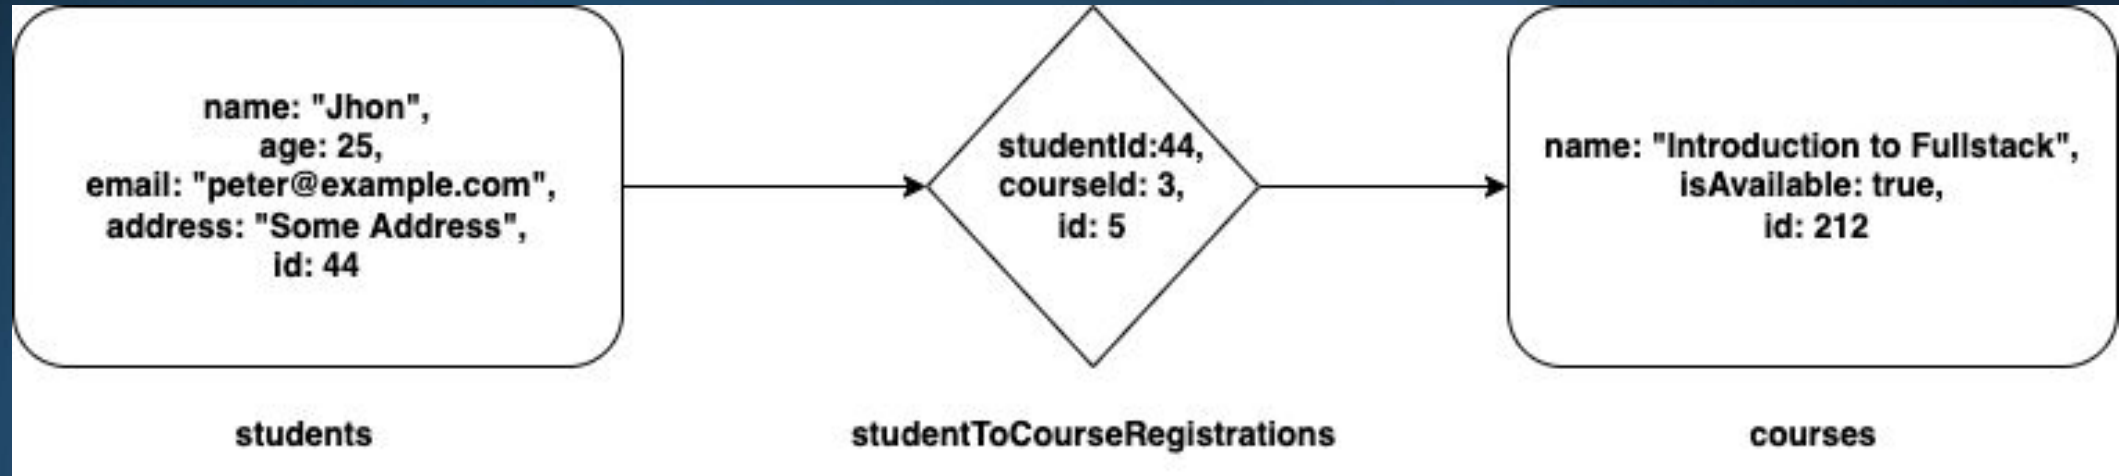 name: "Jhon",
age: 25,
email: "peter@example.com",
address: "Some Address",
id: 44
students
studentId:44,
courseId: 3,
id: 5
studentToCourseRegistrations
name: "Introduction to Fullstack",
isAvailable: true,
id: 212
courses